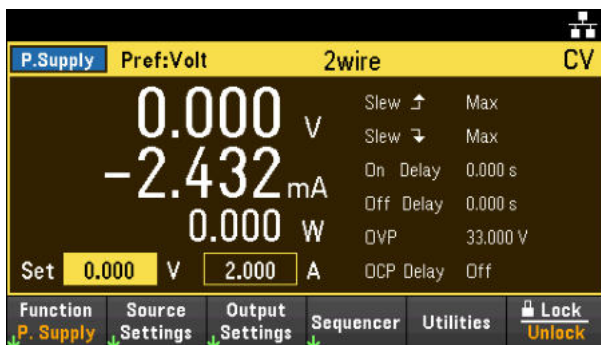 P.Supply Pref:Volt 2wire CV
0.000 V
-2.432 mA
0.000 W
Set 0.000 V 2.000 A
Slew Max
Slew Max
On Delay 0.000 s
Off Delay 0.000 s
OVP 33.000 V
OCP Delay Off
Function P. Supply
Source Settings
Output Settings
Sequencer
Utilities
Lock Unlock